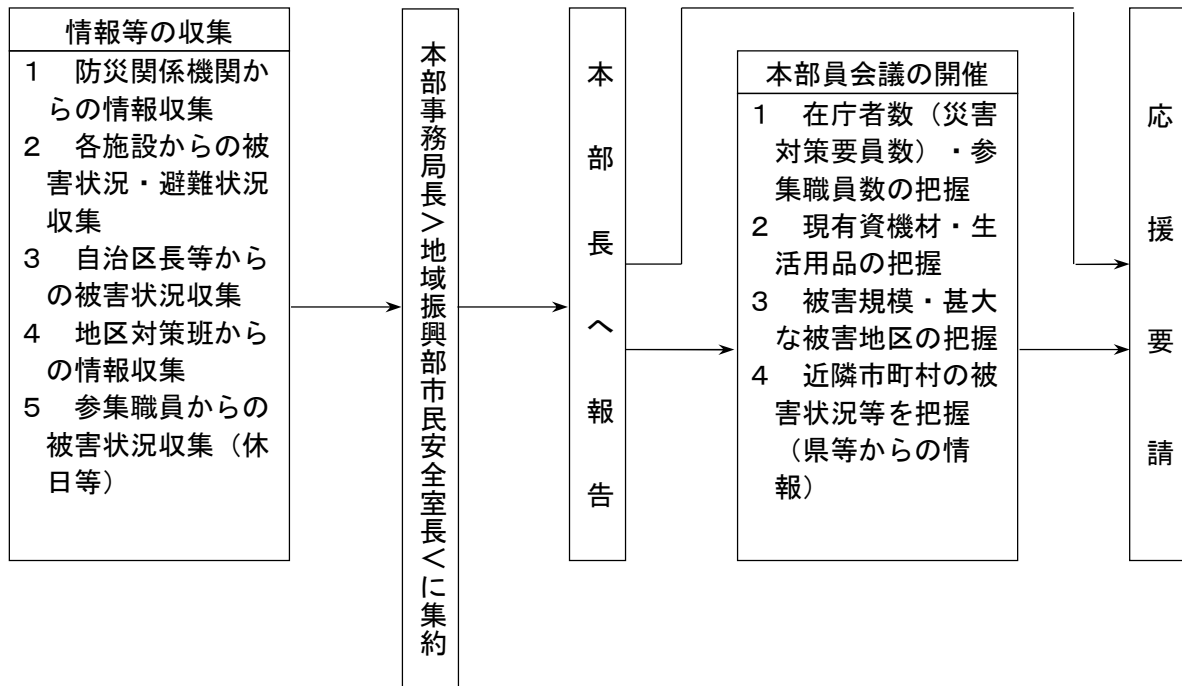 情報等の収集
1　防災関係機関か
らの情報収集
2　各施設からの被
害状況・避難状況
収集
3　自治区長等から
の被害状況収集
4　地区対策班から
の情報収集
5　参集職員からの
被害状況収集（休
日等）
本部事務局長＞地域振興部市民安全室長＜に集約
本部長へ報告
本部員会議の開催
1　在庁者数（災害
対策要員数）・参
集職員数の把握
2　現有資機材・生
活用品の把握
3　被害規模・甚大
な被害地区の把握
4　近隣市町村の被
害状況等を把握
（県等からの情
報）
応援要請